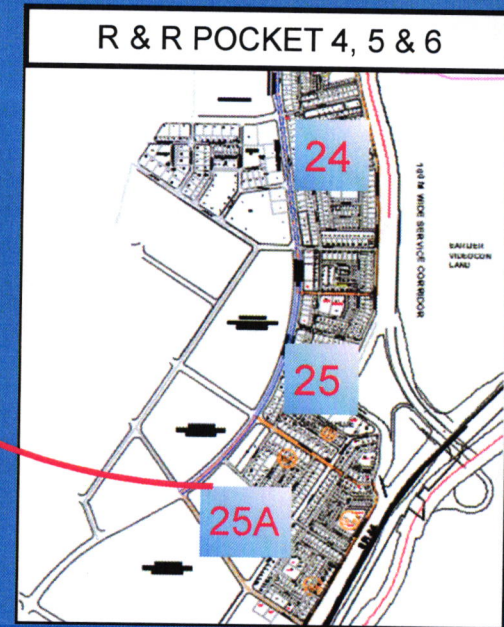 R & R POCKET 4, 5 & 6
24
100 M WIDE SERVICE CORRIDOR
EARLIER
VIDEOCON
LAND
25
25A